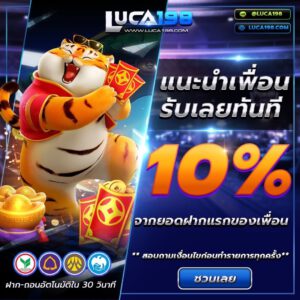 LUCA198
WWW.LUCA198.COM
@LUCA198
LUCA198.COM
แนะนำเพื่อน
รับเลยทันที
10%
จากยอดฝากแรกของเพื่อน
** สอบถามเงื่อนไขก่อนทำรายการทุกครั้ง**
ชวนเลย
ฝาก-ถอนอัตโนมัติใน 30 วินาที